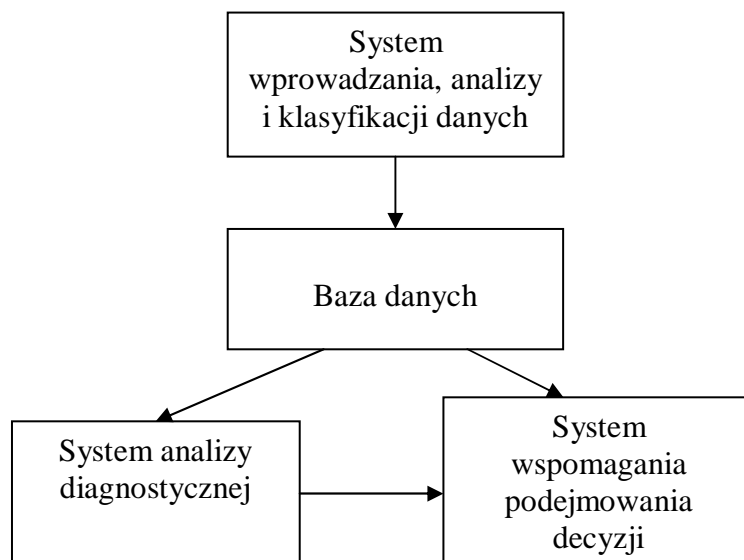 System
wprowadzania, analizy
i klasyfikacji danych
Baza danych
System analizy
diagnostycznej
System
wspomagania
podejmowania
decyzji